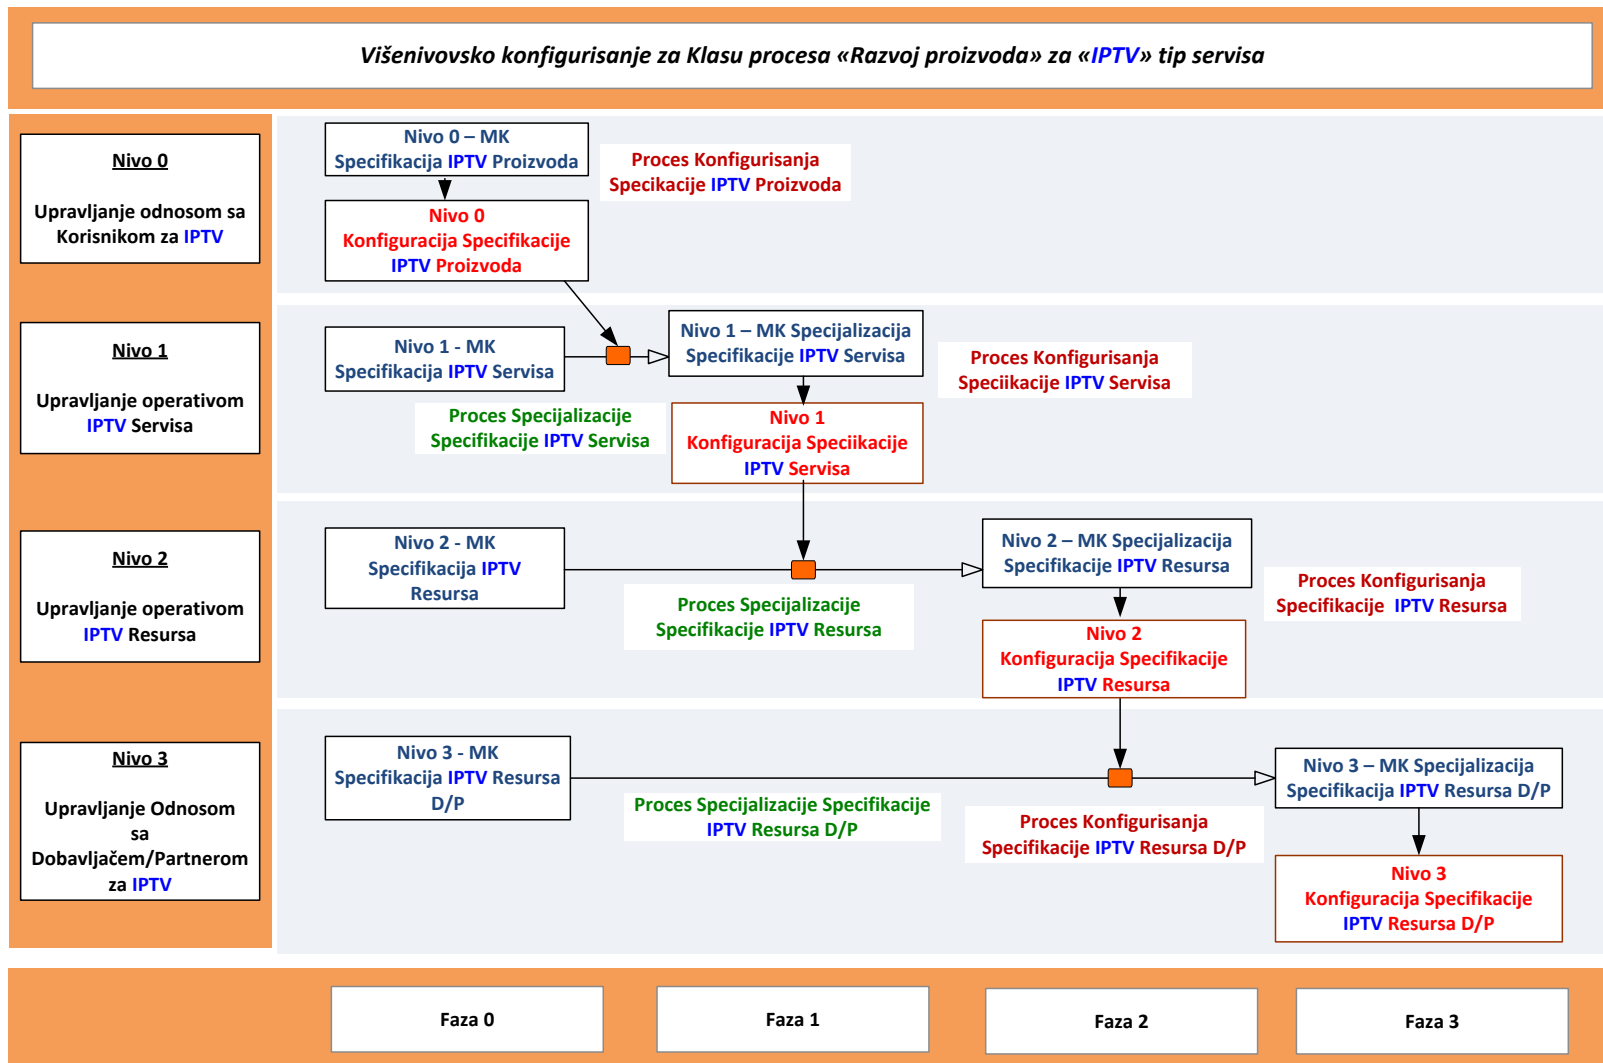 Višenivovsko konfigurisanje za Klasu procesa «Razvoj proizvoda» za «IPTV» tip servisa
Nivo 0
Upravljanje odnosom sa
Korisnikom za IPTV
Nivo 0 – MK
Specifikacija IPTV Proizvoda
Proces Konfigurisanja
Specikacije IPTV Proizvoda
Nivo 0
Konfiguracija Specifikacije
IPTV Proizvoda
Nivo 1
Upravljanje operativom
IPTV Servisa
Nivo 1 - MK
Specifikacija IPTV Servisa
Nivo 1 – MK Specijalizacija
Specifikacije IPTV Servisa
Proces Konfigurisanja
Speciikacije IPTV Servisa
Proces Specijalizacije
Specifikacije IPTV Servisa
Nivo 1
Konfiguracija Speciikacije
IPTV Servisa
Nivo 2
Upravljanje operativom
IPTV Resursa
Nivo 2 - MK
Specifikacija IPTV
Resursa
Nivo 2 – MK Specijalizacija
Specifikacije IPTV Resursa
Proces Konfigurisanja
Specifikacije IPTV Resursa
Proces Specijalizacije
Specifikacije IPTV Resursa
Nivo 2
Konfiguracija Specifikacije
IPTV Resursa
Nivo 3
Upravljanje Odnosom
sa
Dobavljačem/Partnerom
za IPTV
Nivo 3 - MK
Specifikacija IPTV Resursa
D/P
Nivo 3 – MK Specijalizacija
Specifikacija IPTV Resursa D/P
Proces Specijalizacije Specifikacije
IPTV Resursa D/P
Proces Konfigurisanja
Specifikacije IPTV Resursa D/P
Nivo 3
Konfiguracija Specifikacije
IPTV Resursa D/P
Faza 0
Faza 1
Faza 2
Faza 3